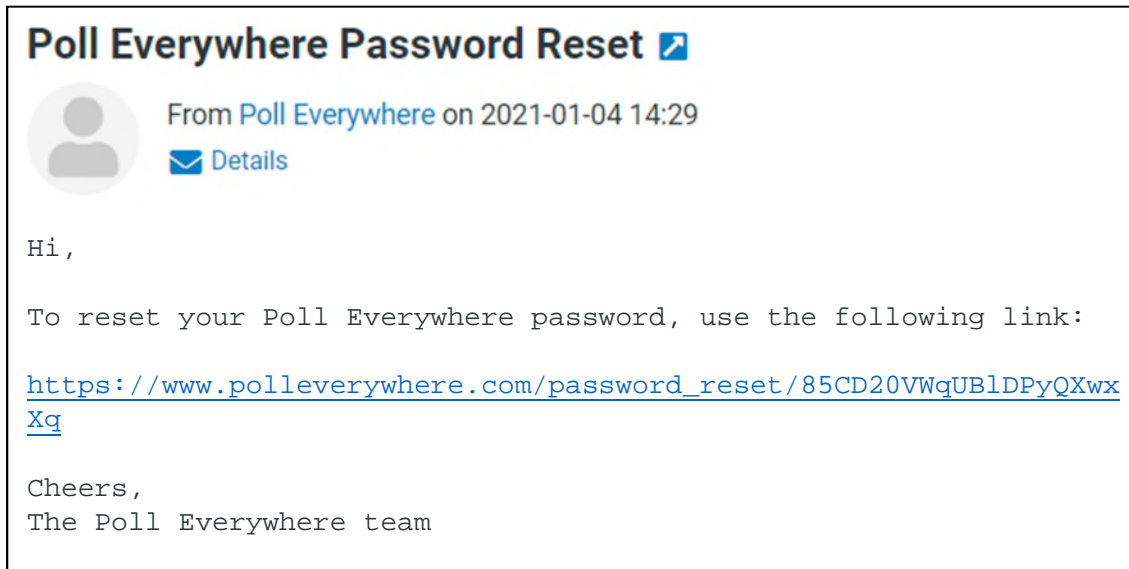 Poll Everywhere Password Reset
From Poll Everywhere on 2021-01-04 14:29
Details
Hi,
To reset your Poll Everywhere password, use the following link:
https://www.polleverywhere.com/password_reset/85CD20VWqUBlDPyQXwx
Xq
Cheers,
The Poll Everywhere team